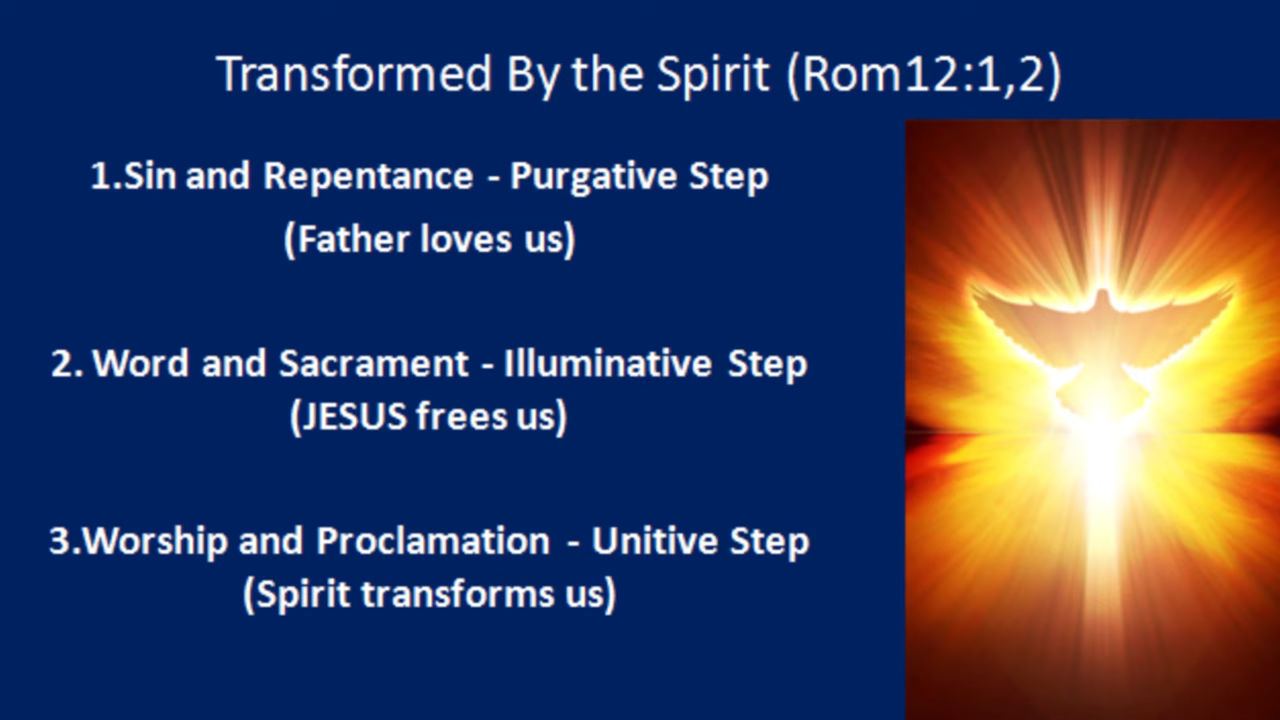 Transformed By the Spirit (Rom12:1,2)
1.Sin and Repentance - Purgative Step
(Father loves us)
2. Word and Sacrament - Illuminative Step
(JESUS frees us)
3.Worship and Proclamation - Unitive Step
(Spirit transforms us)